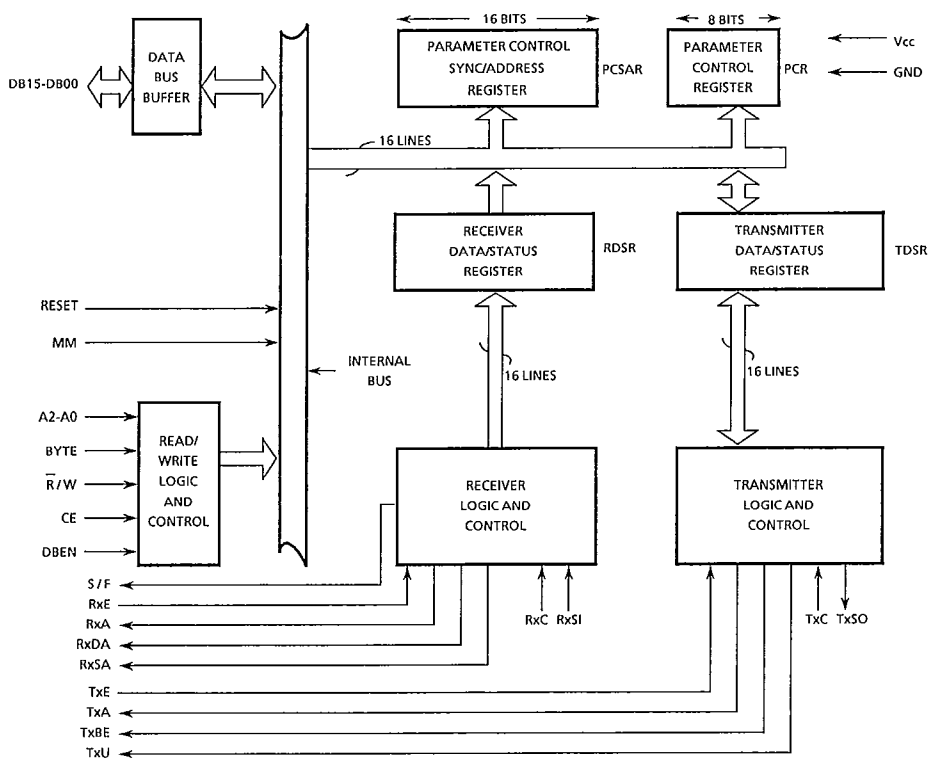 16 BITS
8 BITS
DATA
BUS
BUFFER
DB15-DB00
PARAMETER CONTROL
SYNC/ADDRESS
REGISTER
PCSAR
PARAMETER
CONTROL
REGISTER
PCR
Vcc
GND
16 LINES
RECEIVER
DATA/STATUS
REGISTER
RDSR
TRANSMITTER
DATA/STATUS
REGISTER
TDSR
RESET
MM
INTERNAL
BUS
16 LINES
16 LINES
A2-A0
BYTE
R̅/W
CE
DBEN
READ/
WRITE
LOGIC
AND
CONTROL
RECEIVER
LOGIC AND
CONTROL
TRANSMITTER
LOGIC AND
CONTROL
S/F
RxE
RxA
RxDA
RxSA
RxC
RxSI
TxC
TxSO
TxE
TxA
TxBE
TxU